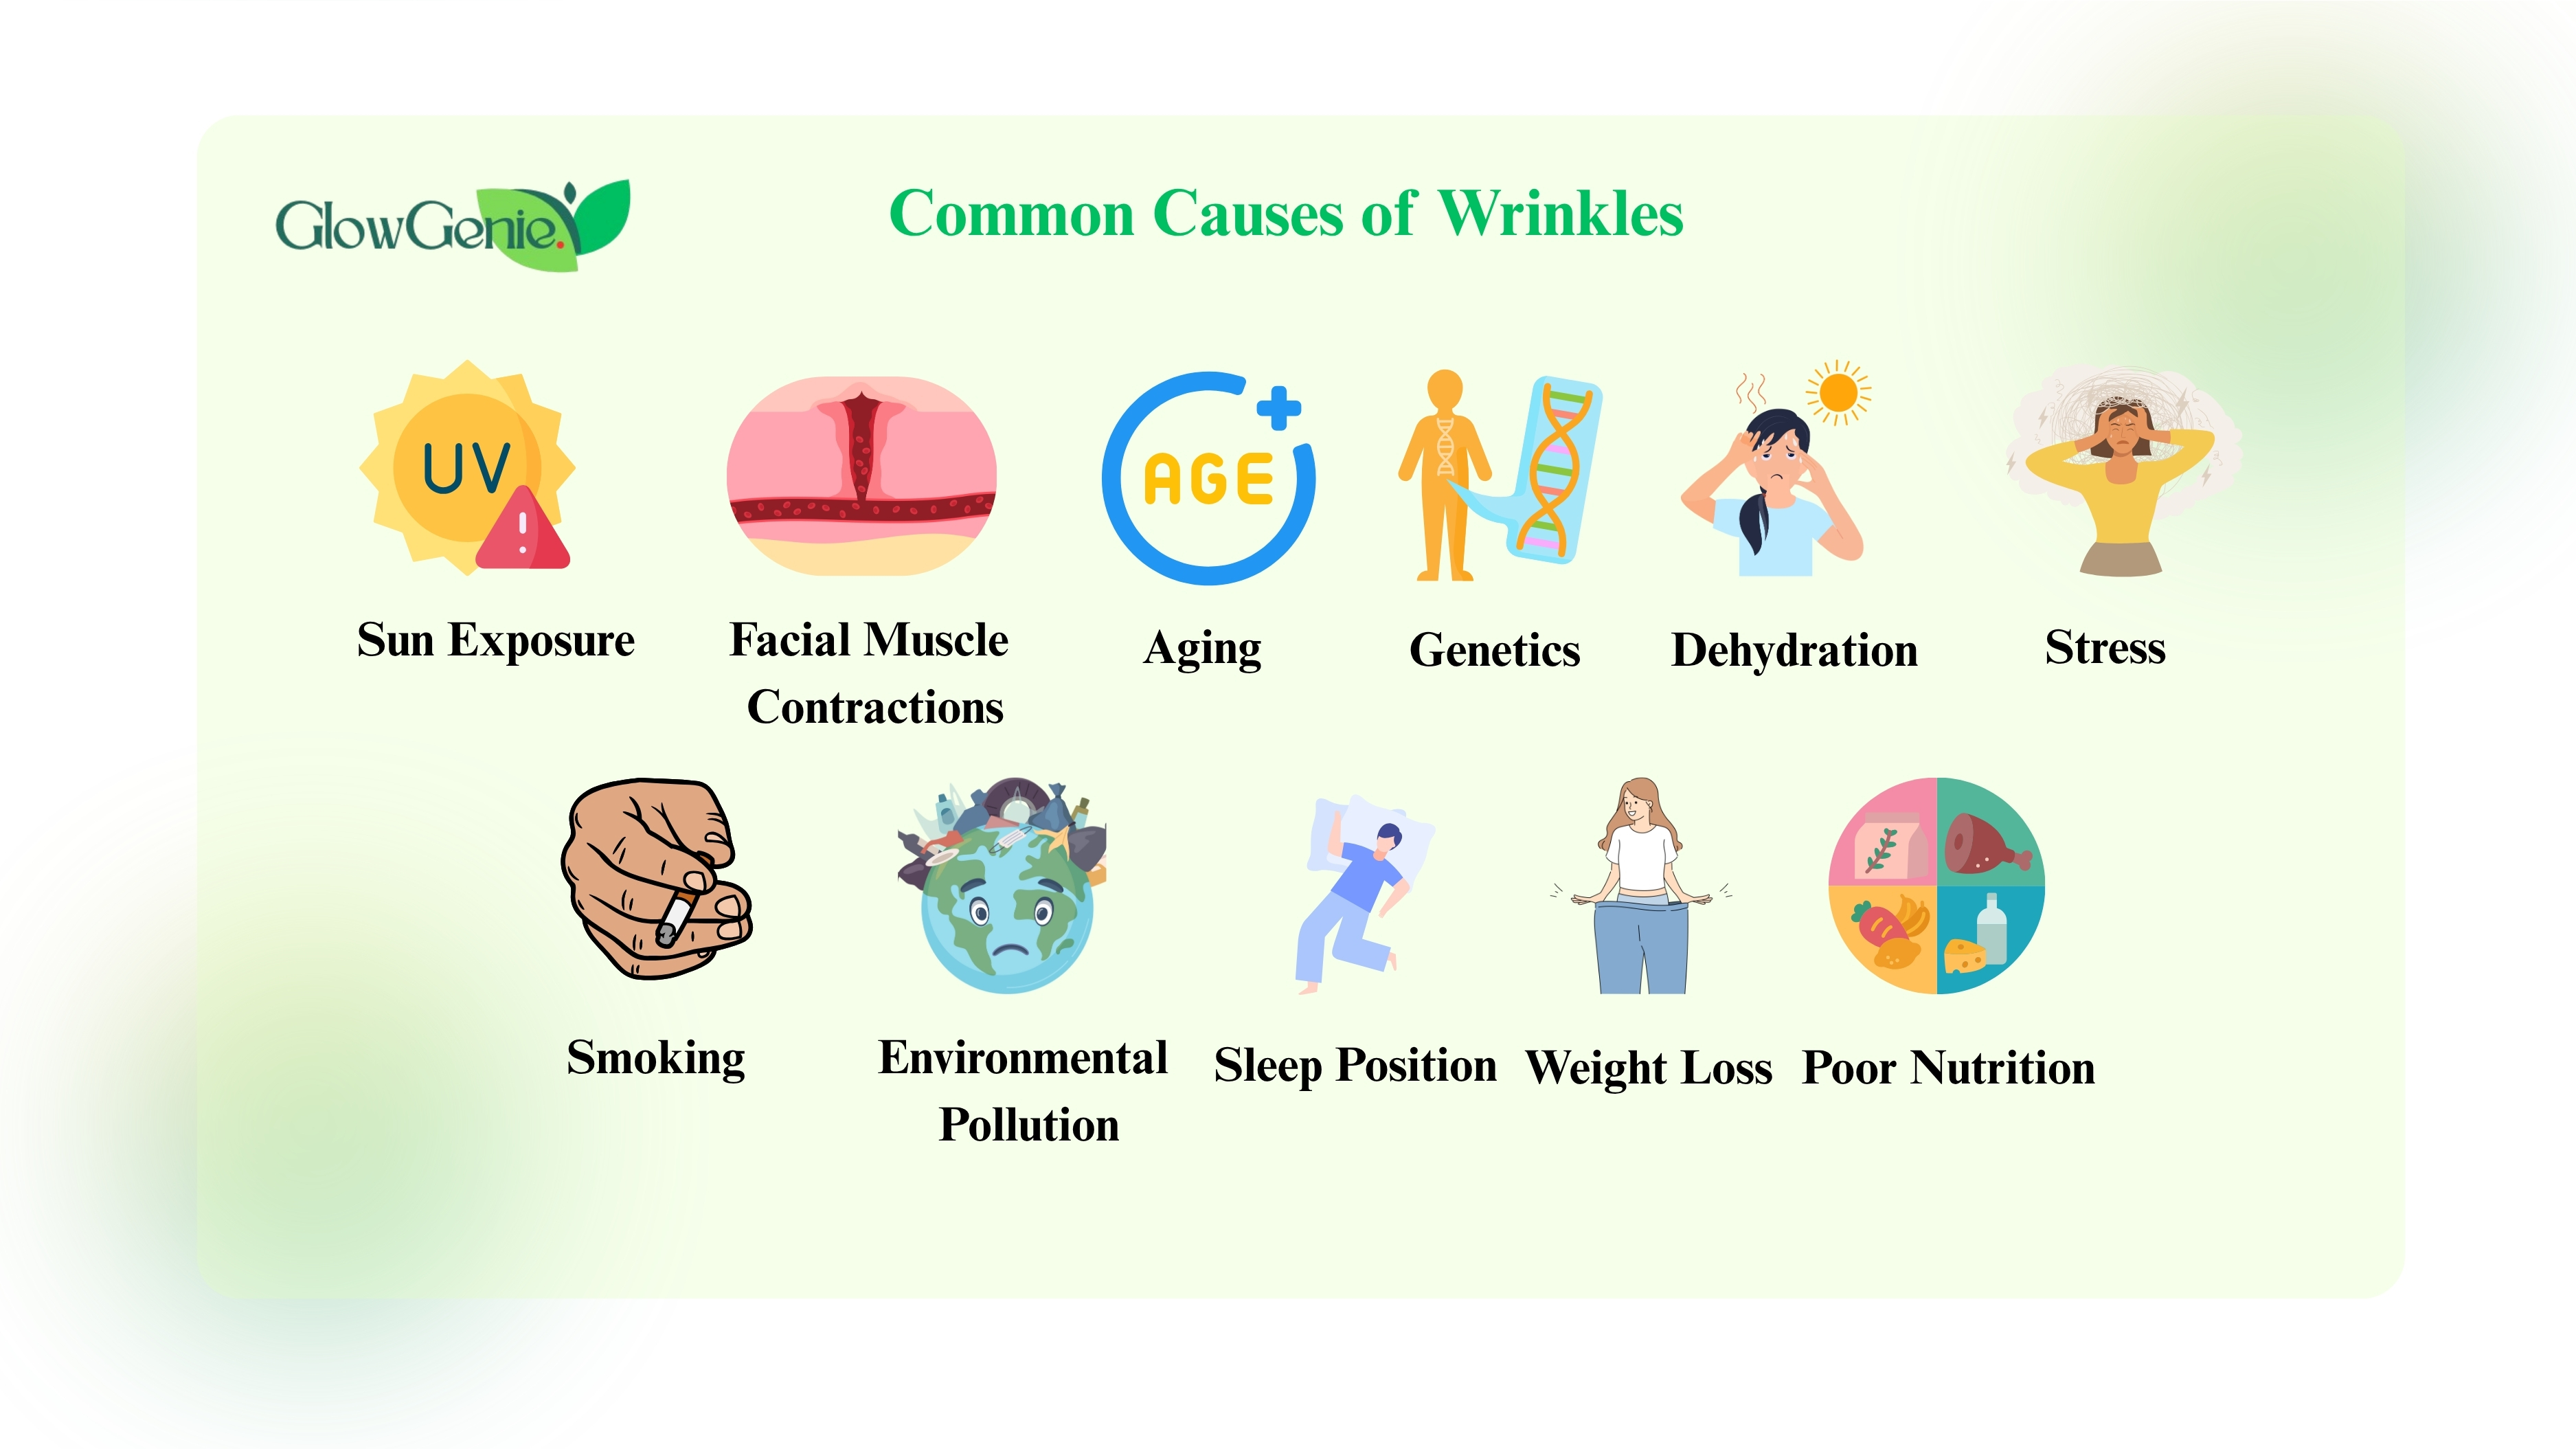 GlowGenie.
Common Causes of Wrinkles
UV
AGE
Sun Exposure
Facial Muscle
Contractions
Aging
Genetics
Dehydration
Stress
Smoking
Environmental
Pollution
Sleep Position
Weight Loss
Poor Nutrition